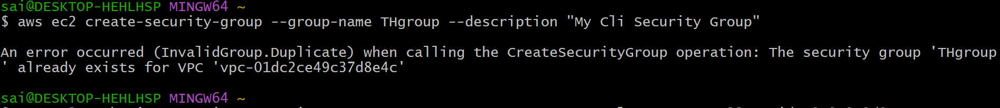 sai@DESKTOP-HEHLHSP MINGW64 ~
$ aws ec2 create-security-group --group-name THgroup --description "My Cli Security Group"
An error occurred (InvalidGroup.Duplicate) when calling the CreateSecurityGroup operation: The security group 'THgroup
' already exists for VPC 'vpc-01dc2ce49c37d8e4c'
sai@DESKTOP-HEHLHSP MINGW64 ~